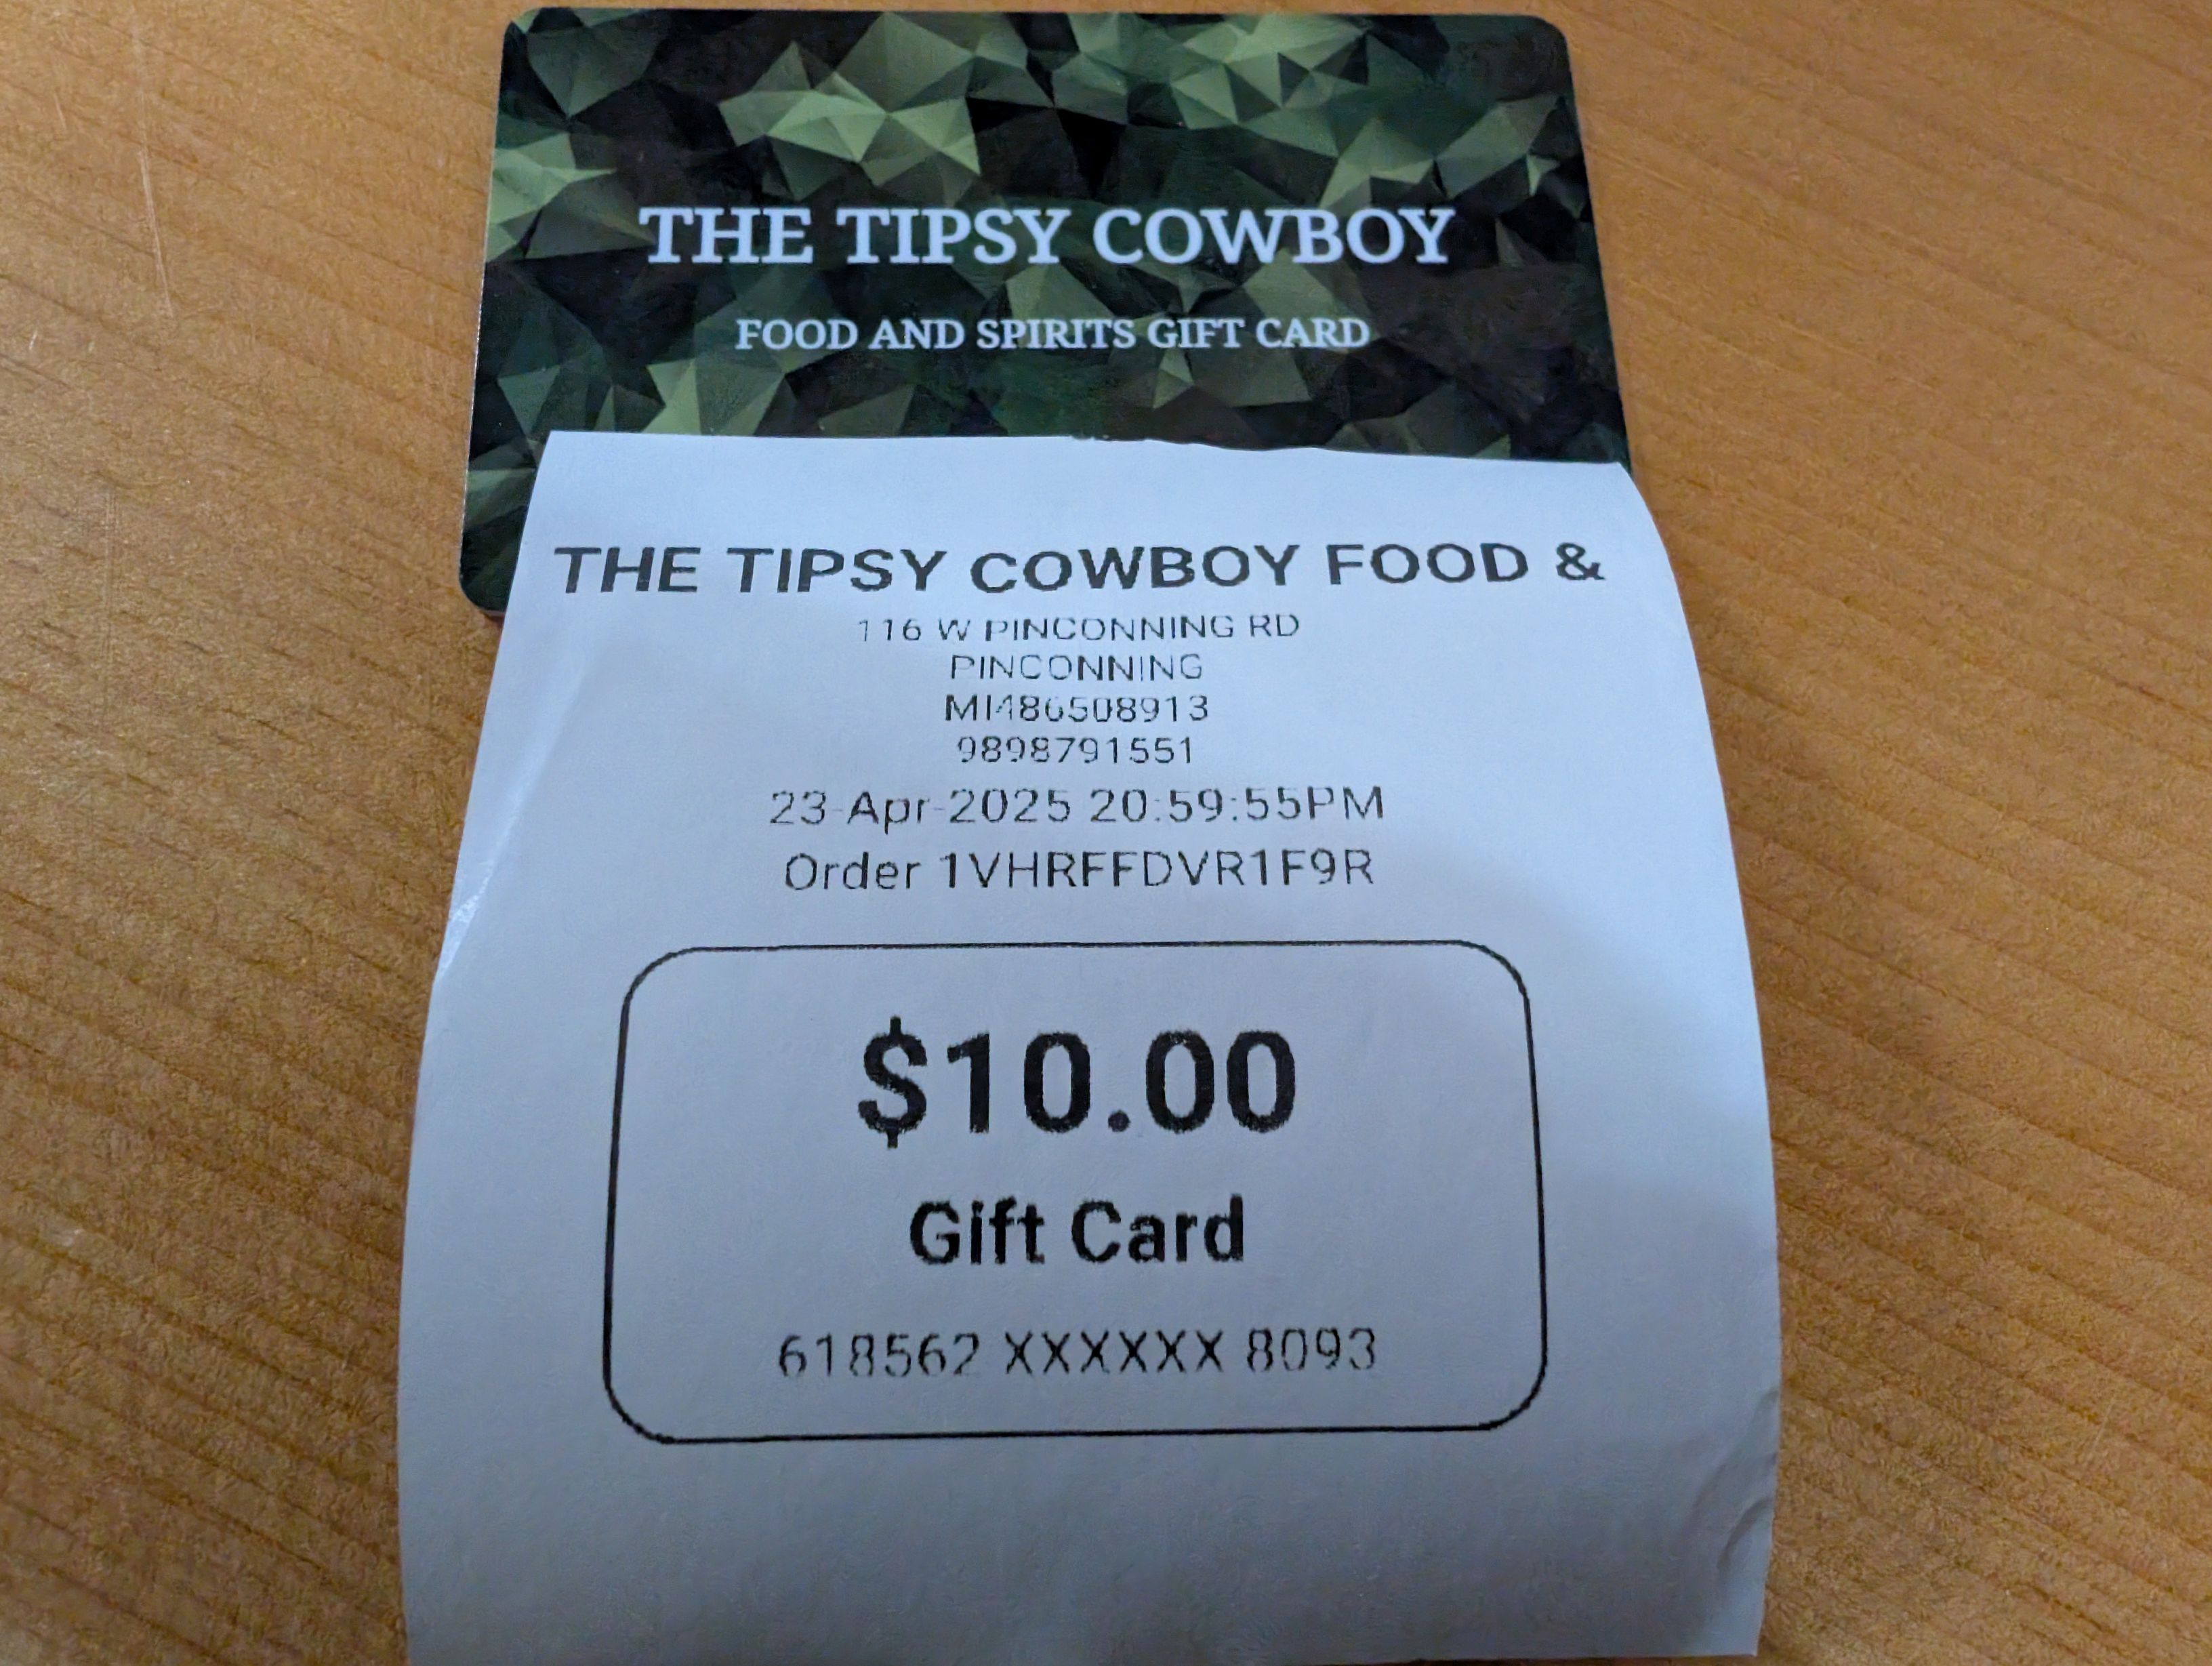 THE TIPSY COWBOY
FOOD AND SPIRITS GIFT CARD
THE TIPSY COWBOY FOOD &
116 W PINCONNING RD
PINCONNING
MI486508913
9898791551
23-Apr-2025 20:59:55PM
Order 1VHRFFDVR1F9R
$10.00
Gift Card
618562 XXXXXX 8093